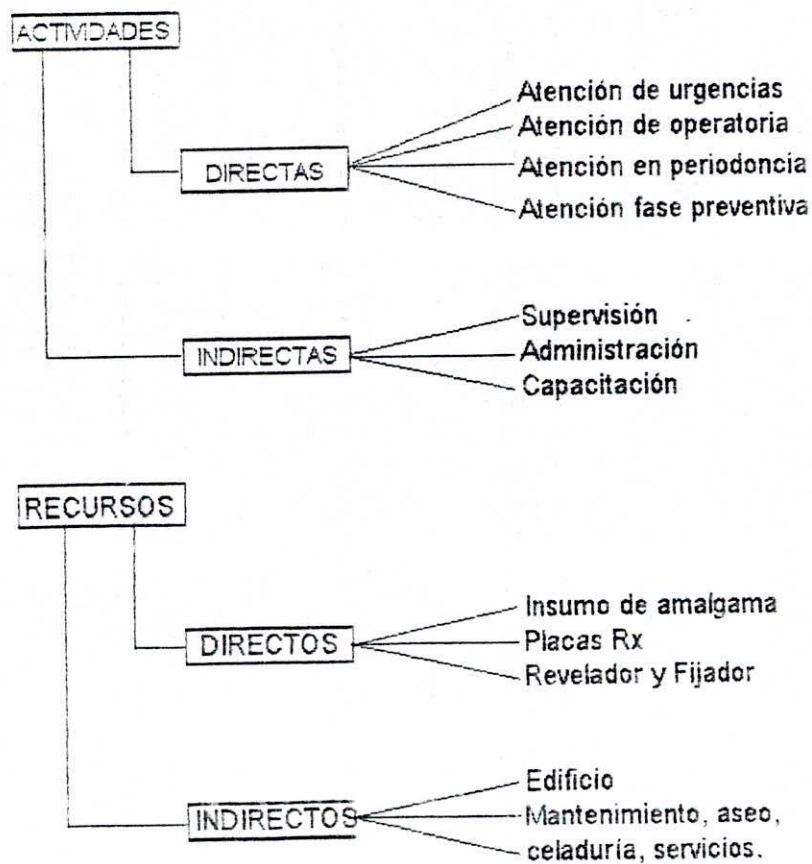 ACTIVIDADES
DIRECTAS
Atención de urgencias
Atención de operatoria
Atención en periodoncia
Atención fase preventiva
INDIRECTAS
Supervisión
Administración
Capacitación
RECURSOS
DIRECTOS
Insumo de amalgama
Placas Rx
Revelador y Fijador
INDIRECTOS
Edificio
Mantenimiento, aseo,
celaduría, servicios.